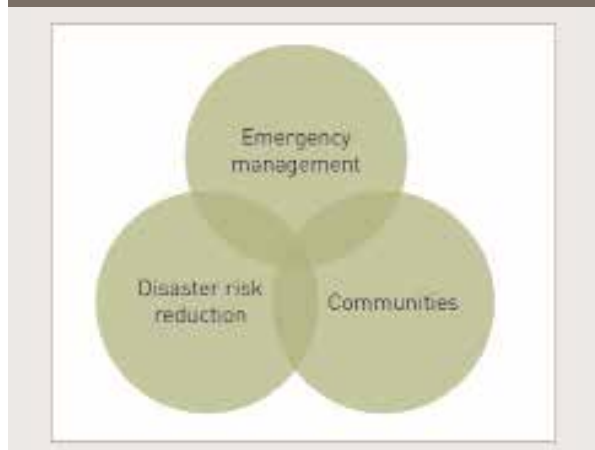 Emergency
management
Disaster risk
reduction
Communities